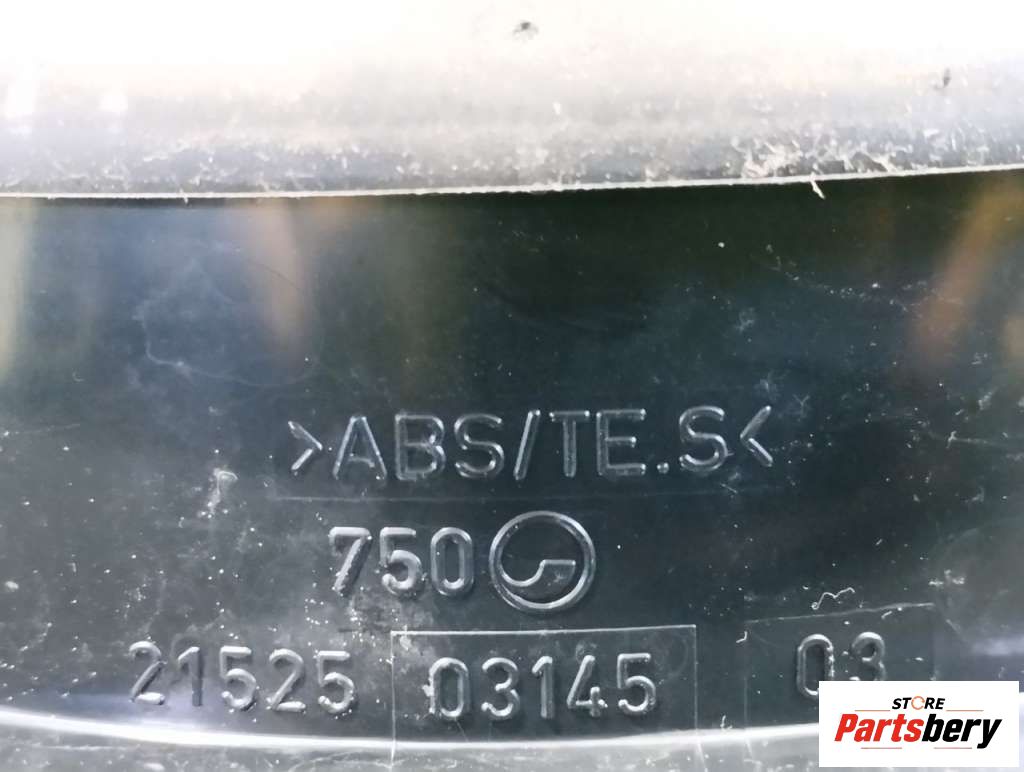 >ABS/TE.S<
750
21525 03145 03
STORE
Partsbery